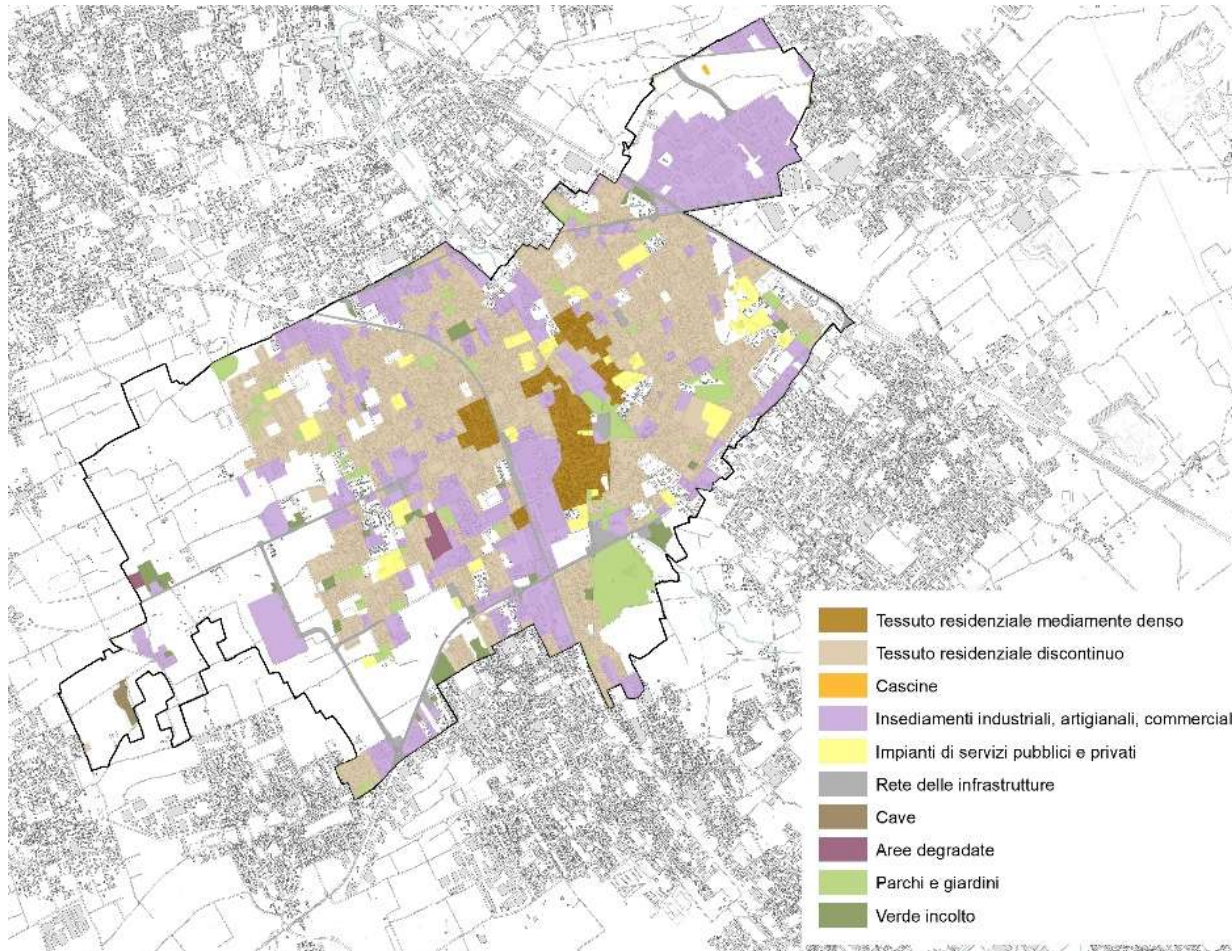 Tessuto residenziale mediamente denso
Tessuto residenziale discontinuo
Cascine
Insediamenti industriali, artigianali, commercial
Impianti di servizi pubblici e privati
Rete delle infrastrutture
Cave
Aree degradate
Parchi e giardini
Verde incolto